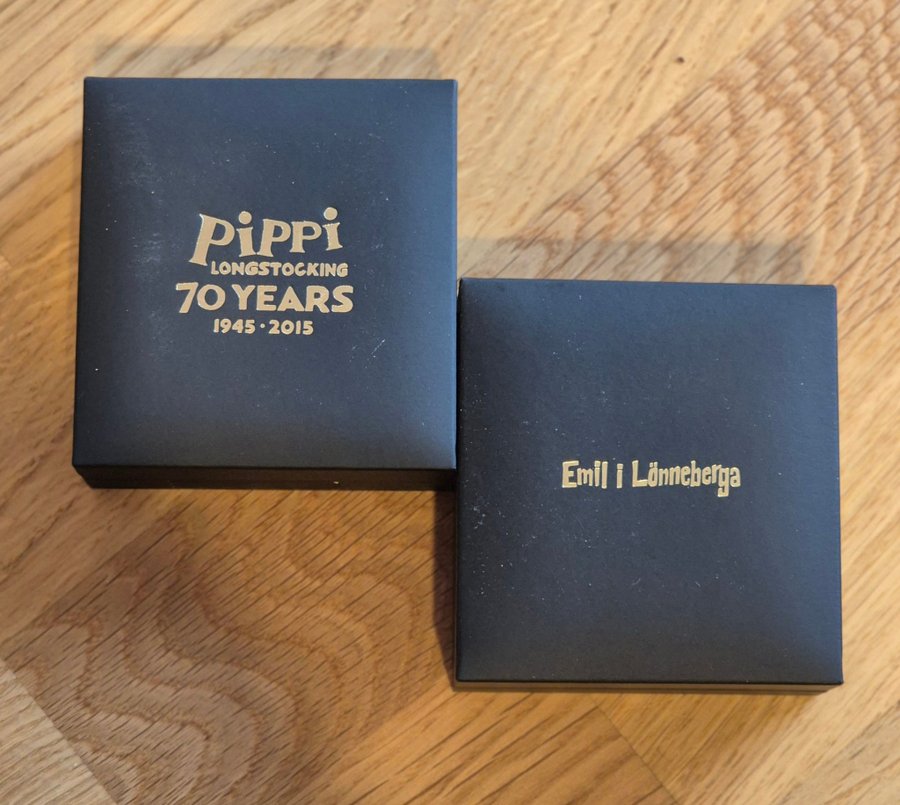 PiPPi
LONGSTOCKING
70 YEARS
1945 · 2015
Emil i Lönneberga